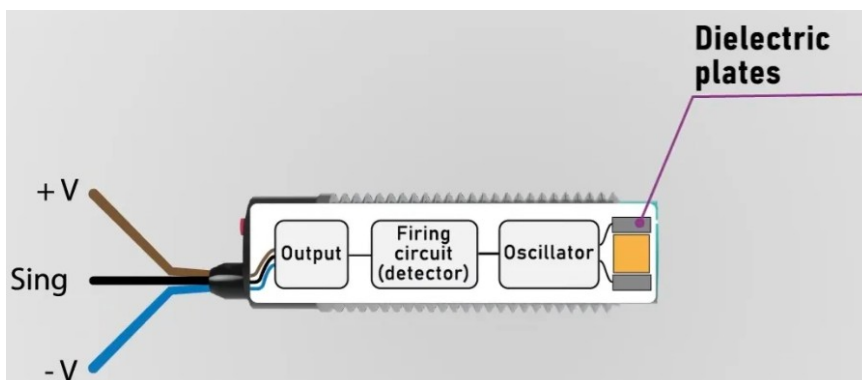 Dielectric
plates
+ V
Sing
- V
Output
Firing
circuit
(detector)
Oscillator